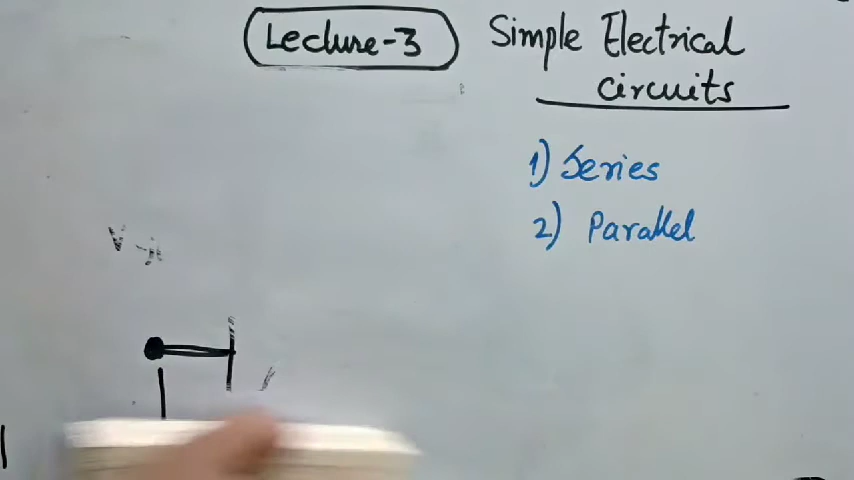 Lecture-3
Simple Electrical
Circuits
1) Series
2) Parallel